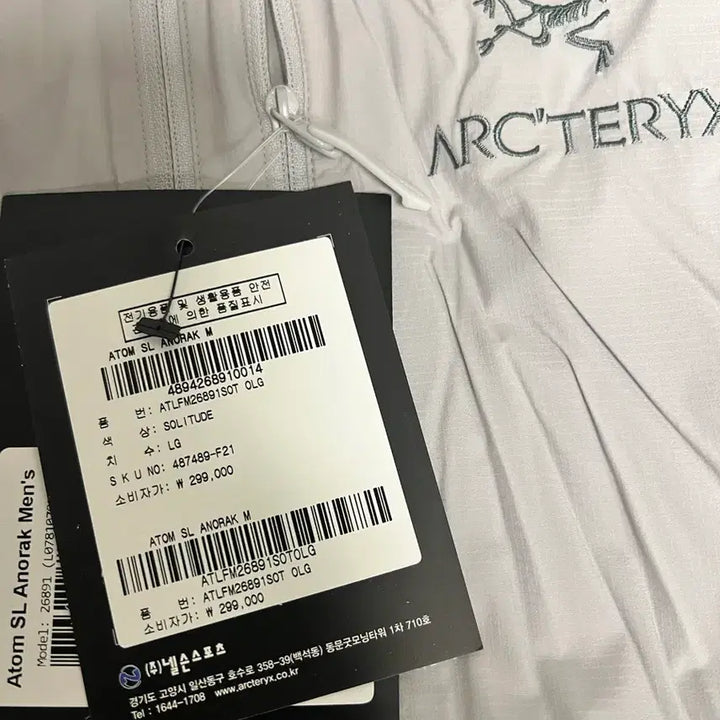 ARC'TERYX
전기용품 및 생활용품 안전
에 의한 품질표시
ATOM SL ANORAK M
4894268910014
품 번: ATLFM26891SOT OLG
색 상: SOLITUDE
치 수: LG
S K U NO: 487489-F21
소비자가: ₩ 299,000
ATOM SL ANORAK M
ATLFM26891SOTOLG
품 번: ATLFM26891SOT OLG
소비자가: ₩ 299,000
(주)넬슨스포츠
경기도 고양시 일산동구 호수로 358-39(백석동) 동문굿모닝타워 1차 710호
Tel : 1644-1708 www.arcteryx.co.kr
Atom SL Anorak Men's
Model: 26891